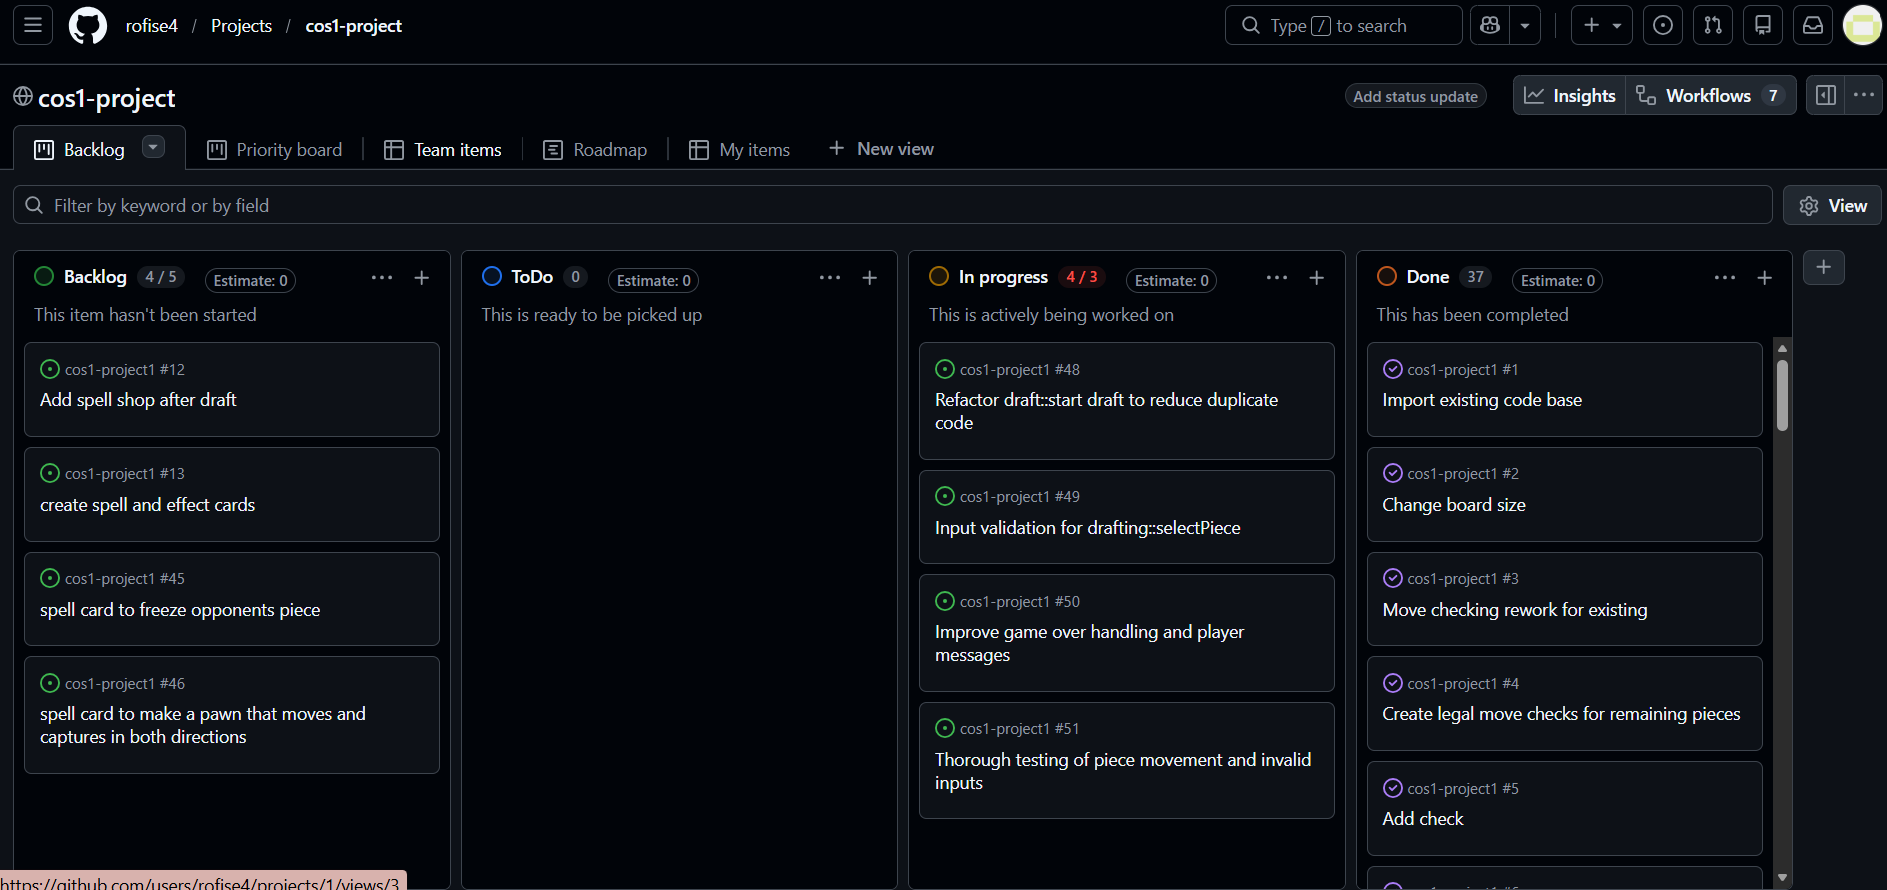 rofise4 / Projects / cos1-project
Type / to search
cos1-project
Add status update
Insights
Workflows 7
Backlog
Priority board
Team items
Roadmap
My items
New view
Filter by keyword or by field
View
Backlog 4 / 5 Estimate: 0
This item hasn't been started
cos1-project1 #12
Add spell shop after draft
cos1-project1 #13
create spell and effect cards
cos1-project1 #45
spell card to freeze opponents piece
cos1-project1 #46
spell card to make a pawn that moves and
captures in both directions
ToDo 0 Estimate: 0
This is ready to be picked up
In progress 4 / 3 Estimate: 0
This is actively being worked on
cos1-project1 #48
Refactor draft::start draft to reduce duplicate
code
cos1-project1 #49
Input validation for drafting::selectPiece
cos1-project1 #50
Improve game over handling and player
messages
cos1-project1 #51
Thorough testing of piece movement and invalid
inputs
Done 37 Estimate: 0
This has been completed
cos1-project1 #1
Import existing code base
cos1-project1 #2
Change board size
cos1-project1 #3
Move checking rework for existing
cos1-project1 #4
Create legal move checks for remaining pieces
cos1-project1 #5
Add check
https://github.com/users/rofise4/projects/1/views/3